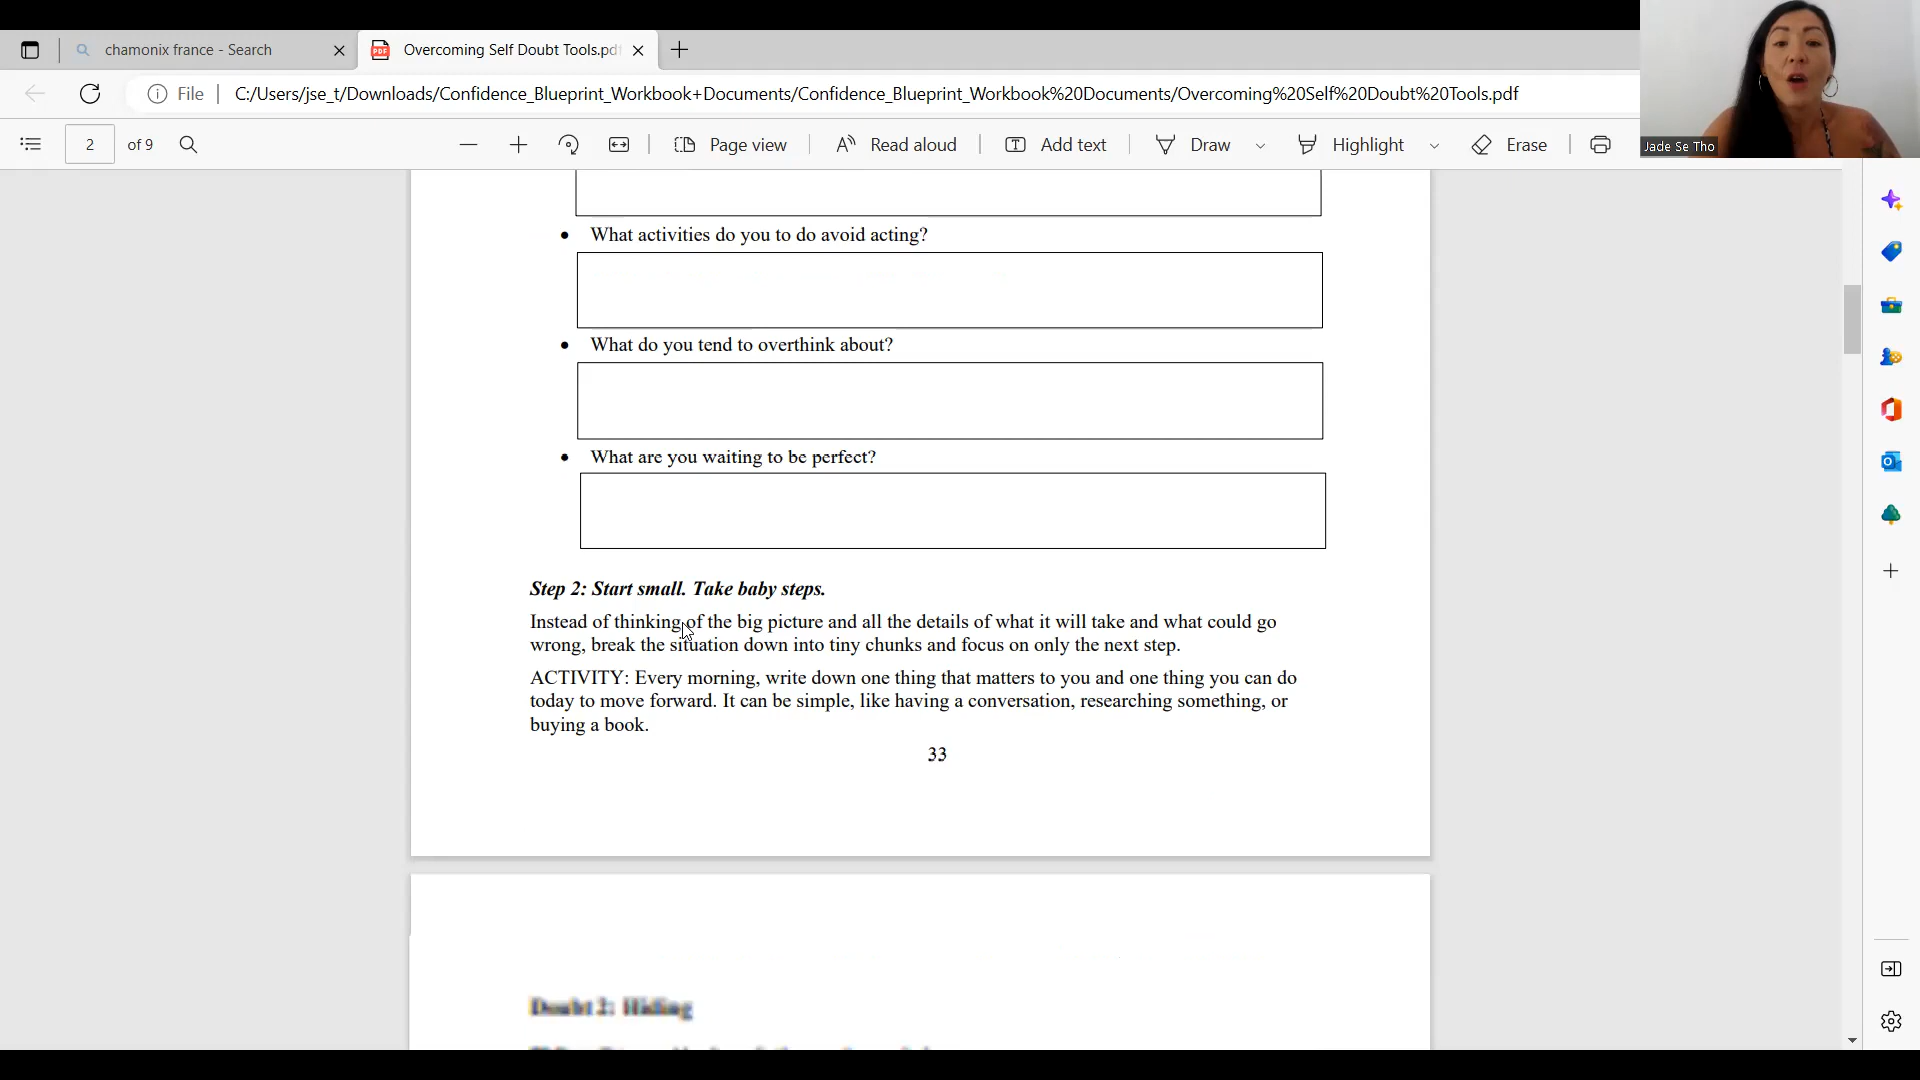 chamonix france - Search
Overcoming Self Doubt Tools.pdf
File
C:/Users/jse_t/Downloads/Confidence_Blueprint_Workbook+Documents/Confidence_Blueprint_Workbook%20Documents/Overcoming%20Self%20Doubt%20Tools.pdf
Jade Se Tho
2 of 9
Page view
Read aloud
Add text
Draw
Highlight
Erase
• What activities do you to do avoid acting?
• What do you tend to overthink about?
• What are you waiting to be perfect?
Step 2: Start small. Take baby steps.
Instead of thinking of the big picture and all the details of what it will take and what could go
wrong, break the situation down into tiny chunks and focus on only the next step.
ACTIVITY: Every morning, write down one thing that matters to you and one thing you can do
today to move forward. It can be simple, like having a conversation, researching something, or
buying a book.
33
Doubt 2: Hiding